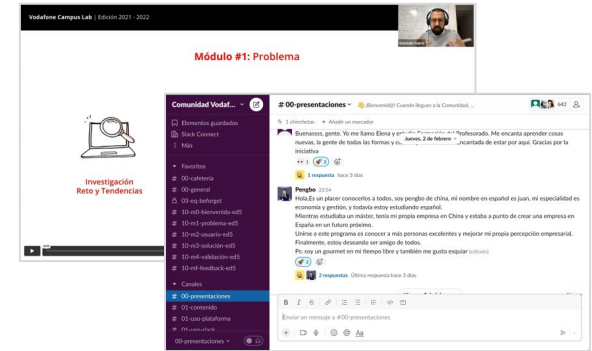 Vodafone Campus Lab | Edición 2021 - 2022
Módulo #1: Problema
Investigación
Reto y Tendencias
Comunidad Vodaf...
Elementos guardados
Slack Connect
Más
Favoritos
# 00-cafeteria
# 00-general
03-eq-beforget
# 10-m0-bienvenida-ed5
# 10-m1-problema-ed5
# 10-m2-usuario-ed5
# 10-m3-solución-ed5
# 10-m4-validación-ed5
# 10-mf-feedback-ed5
Canales
# 00-presentaciones
# 01-contenido
# 01-uso-plataforma
00-presentaciones
# 00-presentaciones
¡Bienvenid@! Cuando llegues a la Comunidad, ...
642
1 chinchetas + Añadir un marcador
Jueves, 2 de febrero
Buenassss, gente. Yo me llamo Elena y
Profesorado. Me encanta aprender cosas
nuevas, la gente de todas las formas y
encantada de estar por aquí. Gracias por la
iniciativa
1
2
1 respuesta hace 3 días
Pengbo 23:54
Hola,Es un placer conocerlos a todos, soy pengbo de china, mi nombre en español es juan, mi especialidad es
economía y gestión, y todavía estoy estudiando español.
Mientras estudiaba un máster, tenía mi propia empresa en China y estaba a punto de crear una empresa en
España en un futuro próximo.
Unirse a este programa es conocer a más personas excelentes y mejorar mi propia percepción empresarial.
Finalmente, estoy deseando ser amigo de todos.
Ps: soy un gourmet en mi tiempo libre y también me gusta esquiar (editado)
2
2 respuestas Última respuesta hace 3 días
B I S
Enviar un mensaje a #00-presentaciones
Aa